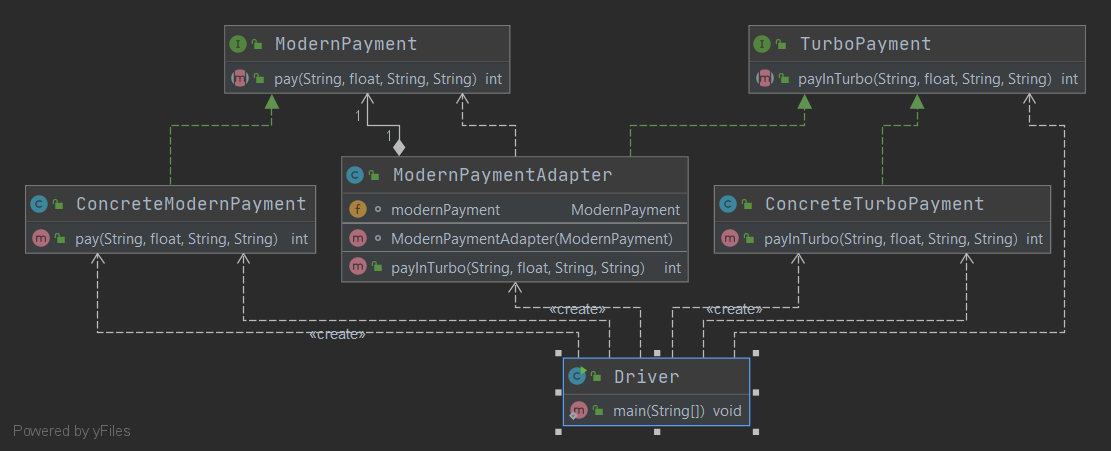 ModernPayment
pay(String, float, String, String) int
TurboPayment
payInTurbo(String, float, String, String) int
1
1
ModernPaymentAdapter
modernPayment ModernPayment
ModernPaymentAdapter(ModernPayment)
payInTurbo(String, float, String, String) int
ConcreteModernPayment
pay(String, float, String, String) int
ConcreteTurboPayment
payInTurbo(String, float, String, String) int
«create»
«create»
«create»
Driver
main(String[]) void
Powered by yFiles